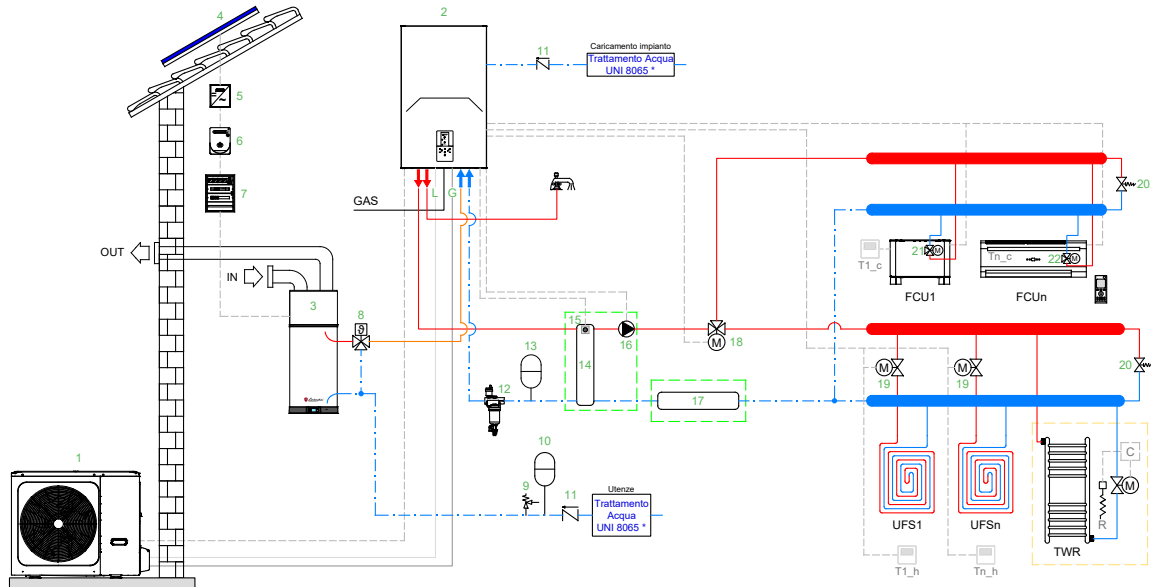 4
2
11
Caricamento impianto
Trattamento Acqua
UNI 8065 *
5
6
7
L
G
GAS
20
OUT
IN
3
8
T1_c
21
M
FCU1
Tn_c
22
M
FCUn
15
16
M
18
13
14
12
17
M
19
M
19
20
10
9
11
Utenze
Trattamento
Acqua
UNI 8065 *
1
UFS1
UFSn
C
M
R
TWR
T1_h
Tn_h